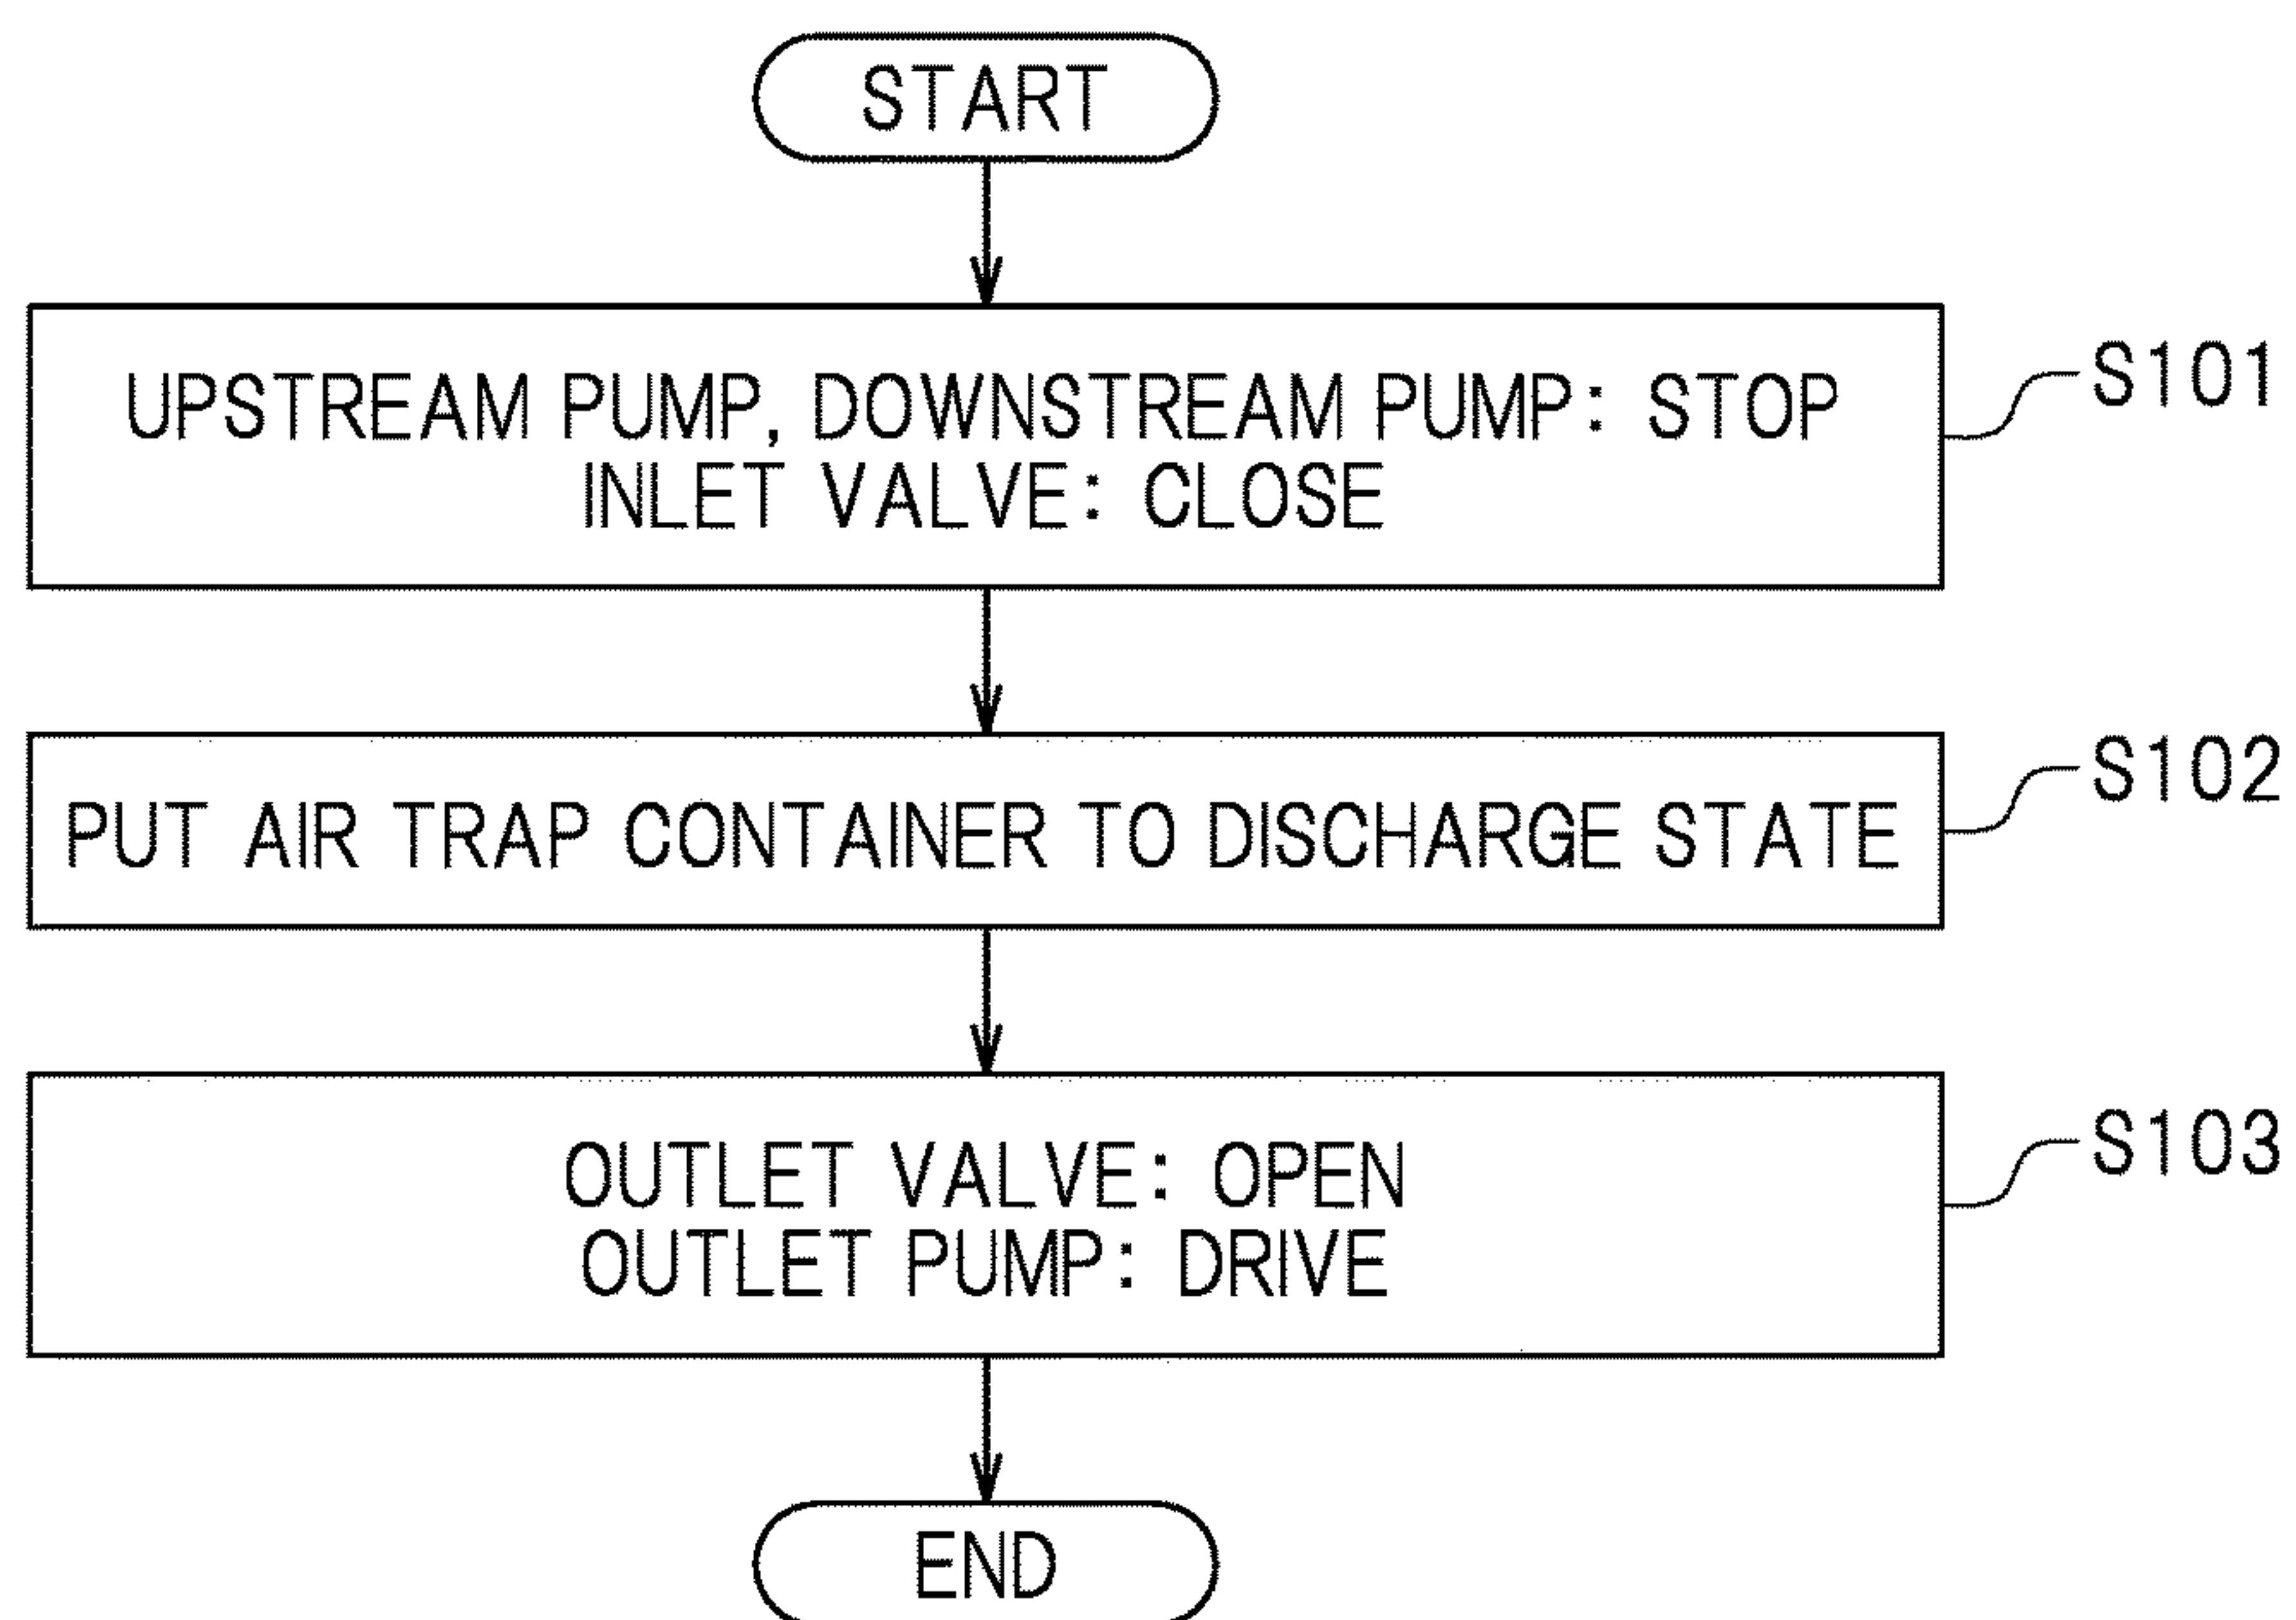 START
UPSTREAM PUMP, DOWNSTREAM PUMP: STOP
INLET VALVE: CLOSE
S101
PUT AIR TRAP CONTAINER TO DISCHARGE STATE
S102
OUTLET VALVE: OPEN
OUTLET PUMP: DRIVE
S103
END